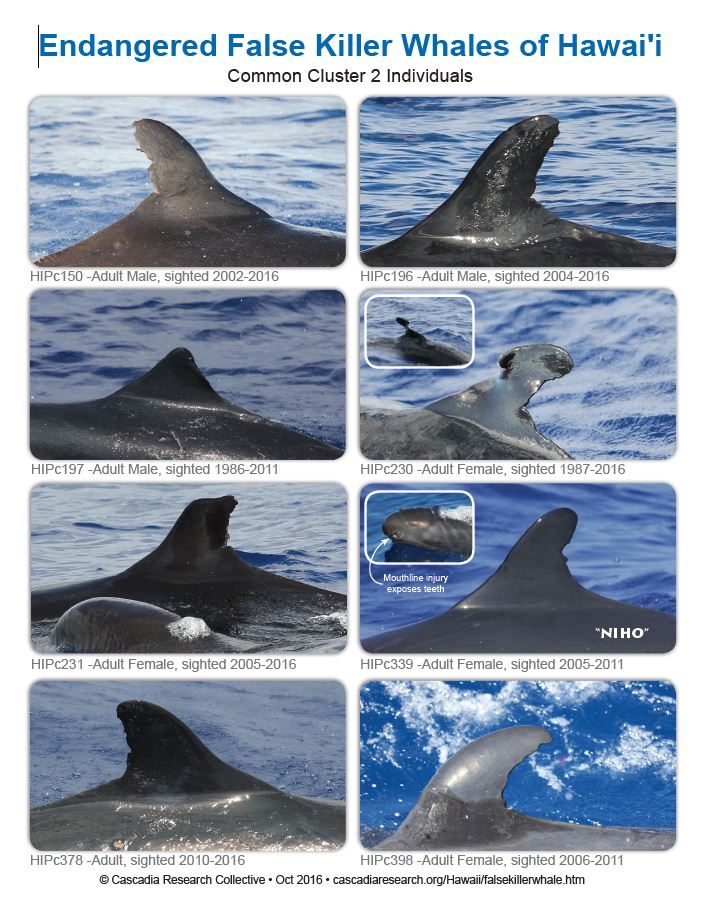 Endangered False Killer Whales of Hawai'i
Common Cluster 2 Individuals
HIPc150 -Adult Male, sighted 2002-2016
HIPc196 -Adult Male, sighted 2004-2016
HIPc197 -Adult Male, sighted 1986-2011
HIPc230 -Adult Female, sighted 1987-2016
HIPc231 -Adult Female, sighted 2005-2016
Mouthline injury
exposes teeth
"NIHO"
HIPc339 -Adult Female, sighted 2005-2011
HIPc378 -Adult, sighted 2010-2016
HIPc398 -Adult Female, sighted 2006-2011
© Cascadia Research Collective • Oct 2016 • cascadiaresearch.org/Hawaii/falsekillerwhale.htm